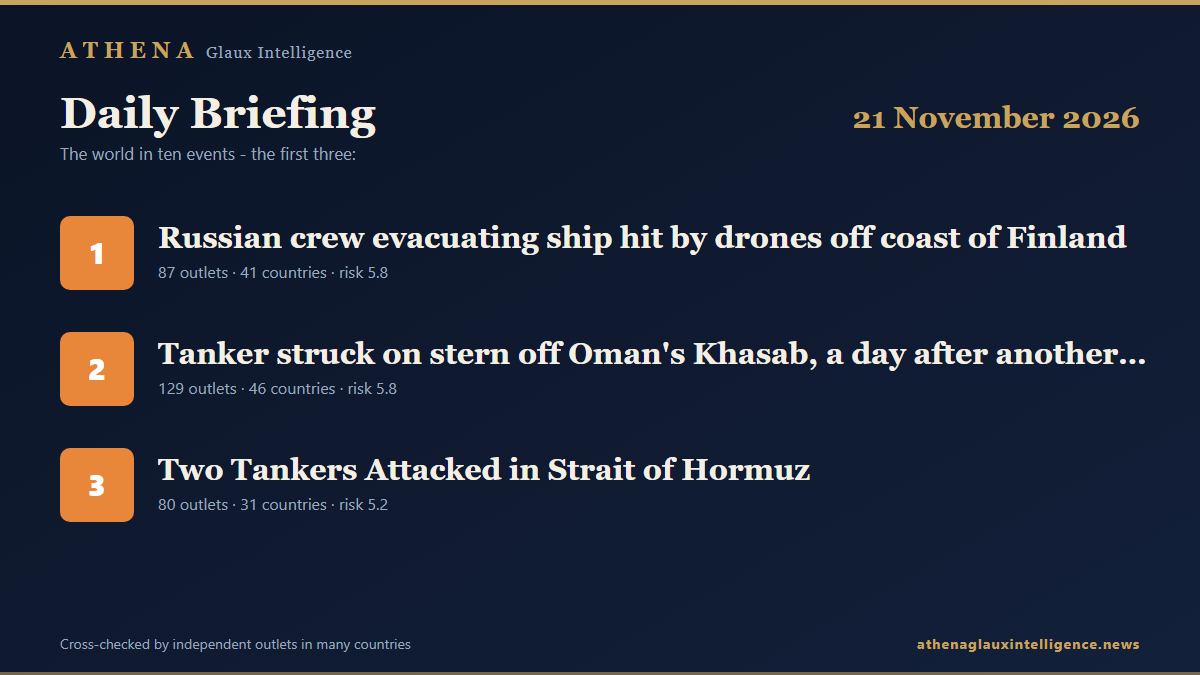 ATHENA Glaux Intelligence
Daily Briefing
21 November 2026
The world in ten events - the first three:
1
Russian crew evacuating ship hit by drones off coast of Finland
87 outlets · 41 countries · risk 5.8
2
Tanker struck on stern off Oman's Khasab, a day after another...
129 outlets · 46 countries · risk 5.8
3
Two Tankers Attacked in Strait of Hormuz
80 outlets · 31 countries · risk 5.2
Cross-checked by independent outlets in many countries
athenaglauxintelligence.news